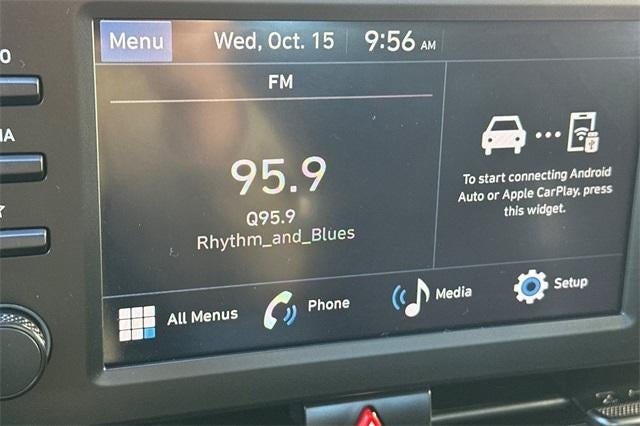 Menu
Wed, Oct. 15
9:56 AM
FM
95.9
Q95.9
Rhythm_and_Blues
To start connecting Android
Auto or Apple CarPlay, press
this widget.
All Menus
Phone
Media
Setup